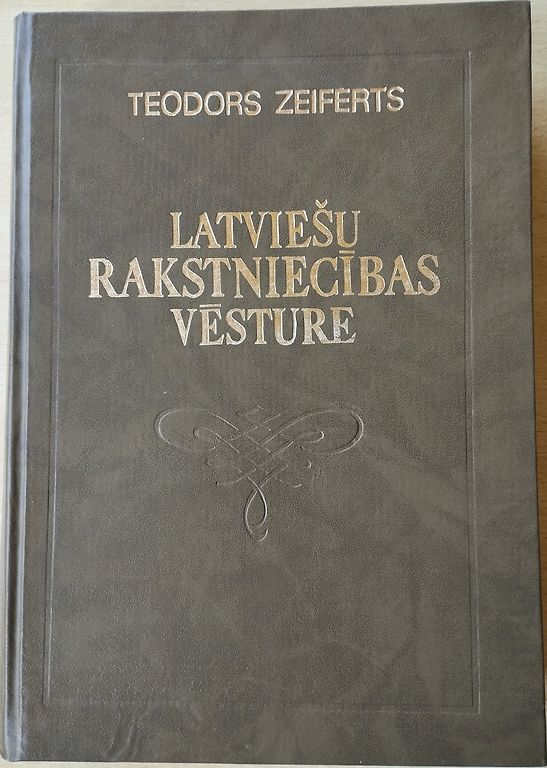 TEODORS ZEIFERTS
LATVIEŠU
RAKSTNIECĪBAS
VĒSTURE